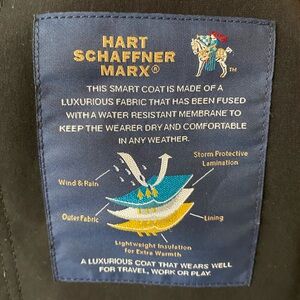 HART
SCHAFFNER
MARX®
TM
THIS SMART COAT IS MADE OF A
LUXURIOUS FABRIC THAT HAS BEEN FUSED
WITH A WATER RESISTANT MEMBRANE TO
KEEP THE WEARER DRY AND COMFORTABLE
IN ANY WEATHER.
Storm Protective
Lamination
Wind & Rain
Outer Fabric
Lining
Lightweight Insulation
for Extra Warmth
A LUXURIOUS COAT THAT WEARS WELL
FOR TRAVEL, WORK OR PLAY.